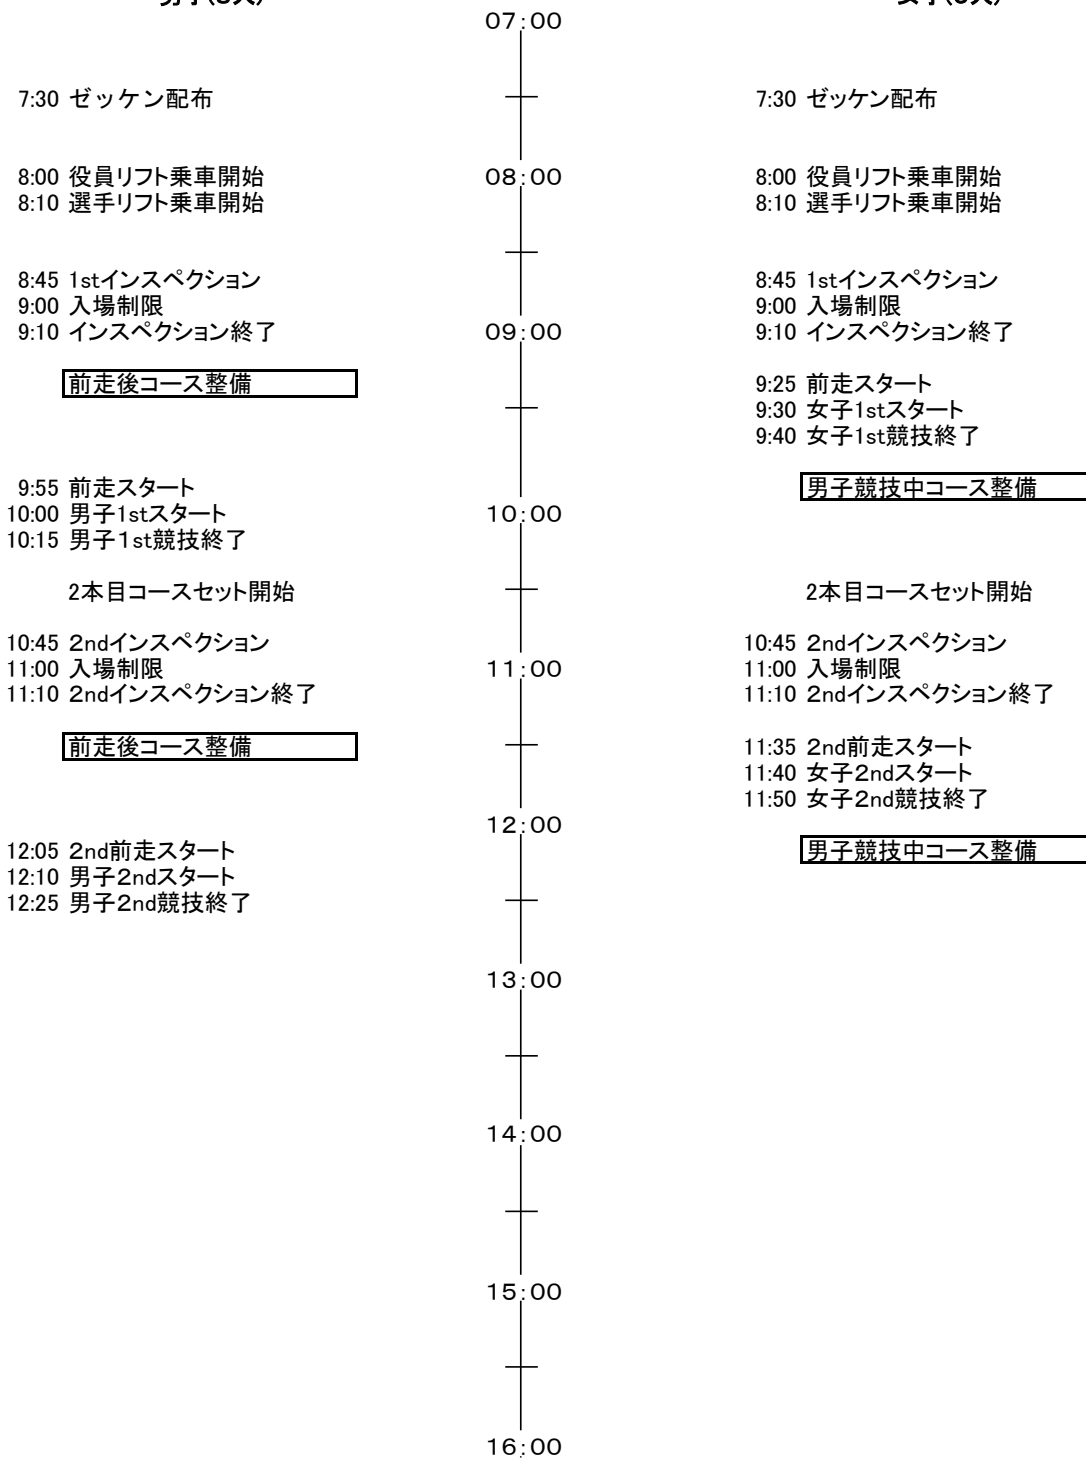 07:00
7:30 ゼッケン配布
7:30 ゼッケン配布
8:00 役員リフト乗車開始
08:00
8:00 役員リフト乗車開始
8:10 選手リフト乗車開始
8:10 選手リフト乗車開始
8:45 1stインスペクション
8:45 1stインスペクション
9:00 入場制限
9:00 入場制限
9:10 インスペクション終了
09:00
9:10 インスペクション終了
前走後コース整備
9:25 前走スタート
9:30 女子1stスタート
9:40 女子1st競技終了
9:55 前走スタート
男子競技中コース整備
10:00 男子1stスタート
10:00
10:15 男子１st競技終了
2本目コースセット開始
2本目コースセット開始
10:45 2ndインスペクション
10:45 2ndインスペクション
11:00 入場制限
11:00
11:00 入場制限
11:10 2ndインスペクション終了
11:10 2ndインスペクション終了
前走後コース整備
11:35 2nd前走スタート
11:40 女子2ndスタート
11:50 女子2nd競技終了
12:00
12:05 2nd前走スタート
男子競技中コース整備
12:10 男子2ndスタート
12:25 男子2nd競技終了
13:00
14:00
15:00
16:00